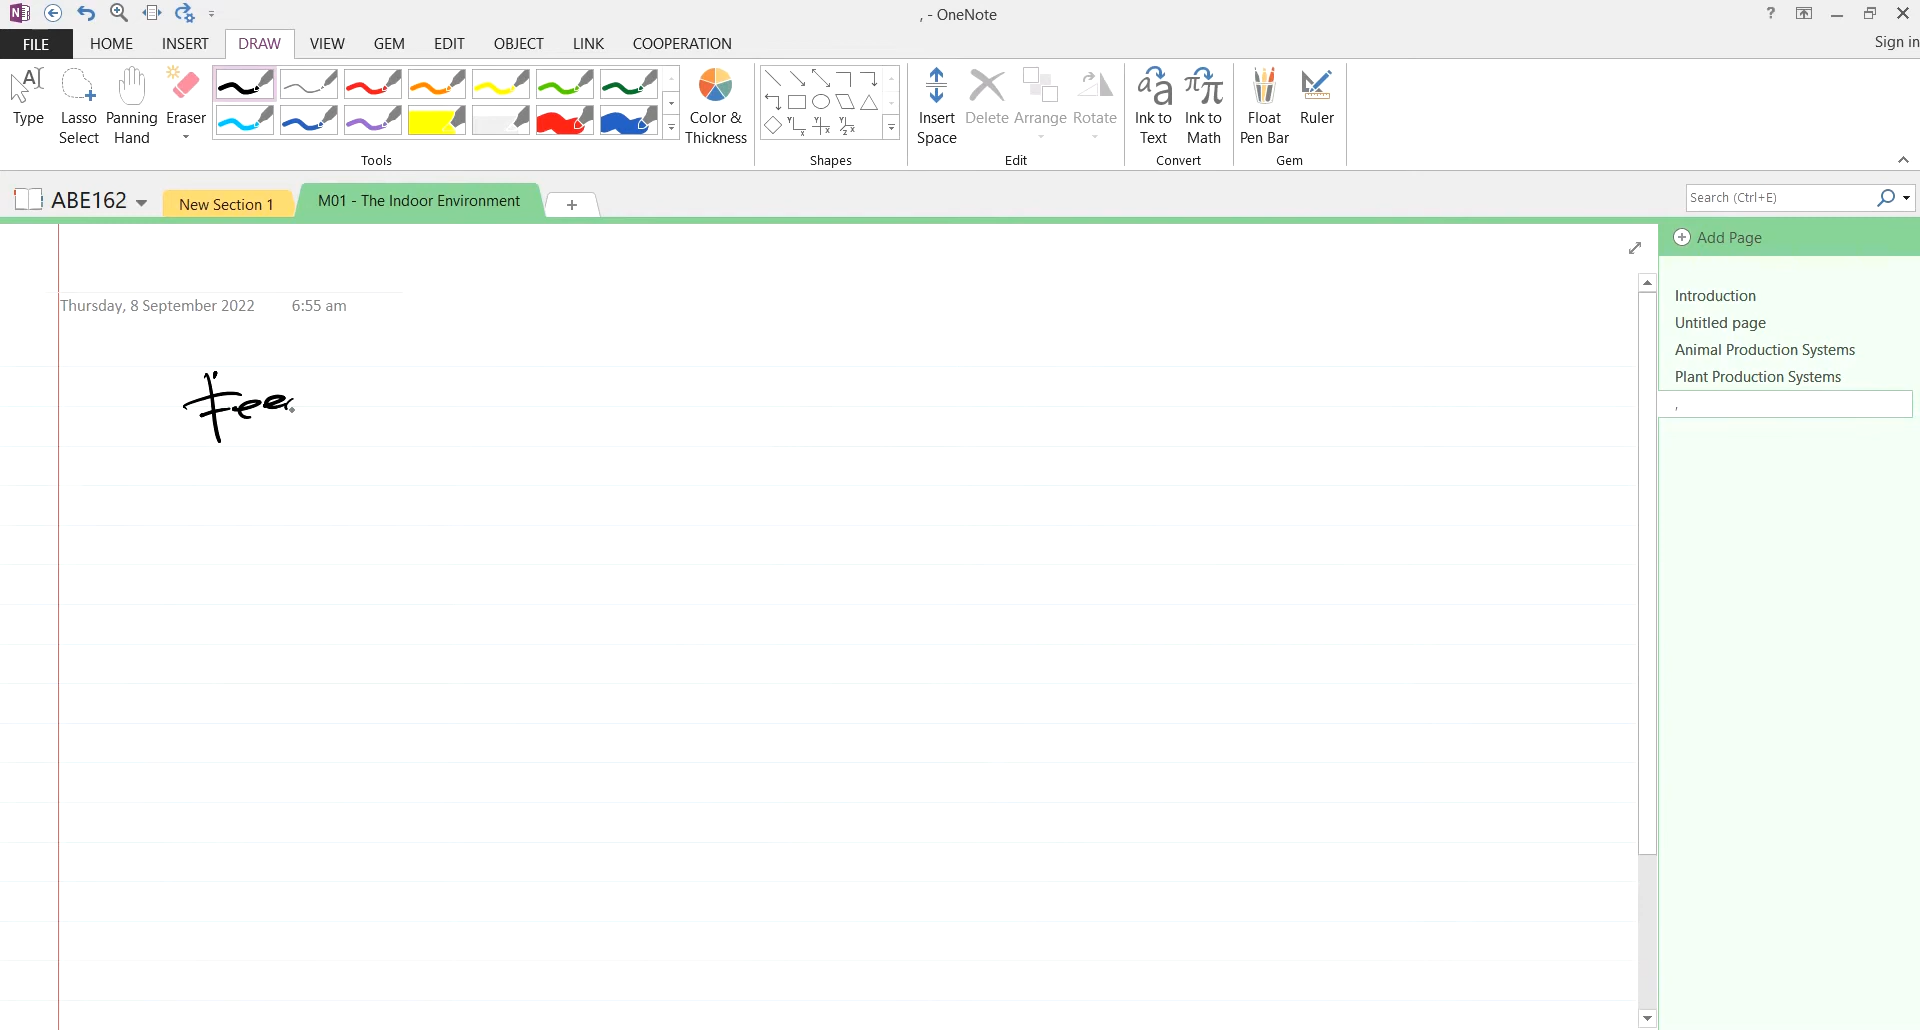 , - OneNote
?
FILE HOME INSERT DRAW VIEW GEM EDIT OBJECT LINK COOPERATION
Sign in
Type
Lasso Select
Panning Hand
Eraser
Color & Thickness
Tools
Shapes
Insert Space
Delete
Arrange
Rotate
Edit
Ink to Text
Ink to Math
Convert
Float Pen Bar
Ruler
Gem
ABE162
New Section 1
M01 - The Indoor Environment
Search (Ctrl+E)
Add Page
Thursday, 8 September 2022 6:55 am
Introduction
Untitled page
Animal Production Systems
Plant Production Systems
,